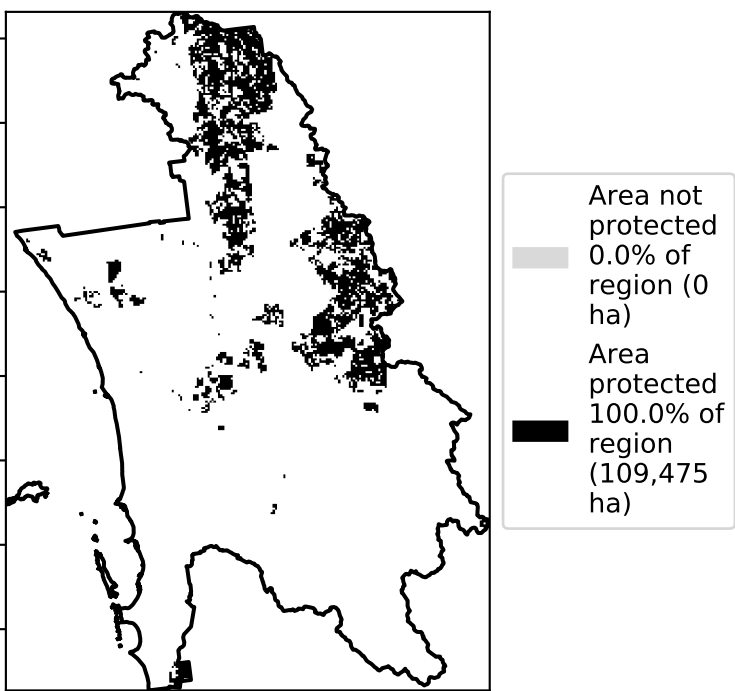 Area not
protected
0.0% of
region (0
ha)
Area
protected
100.0% of
region
(109,475
ha)